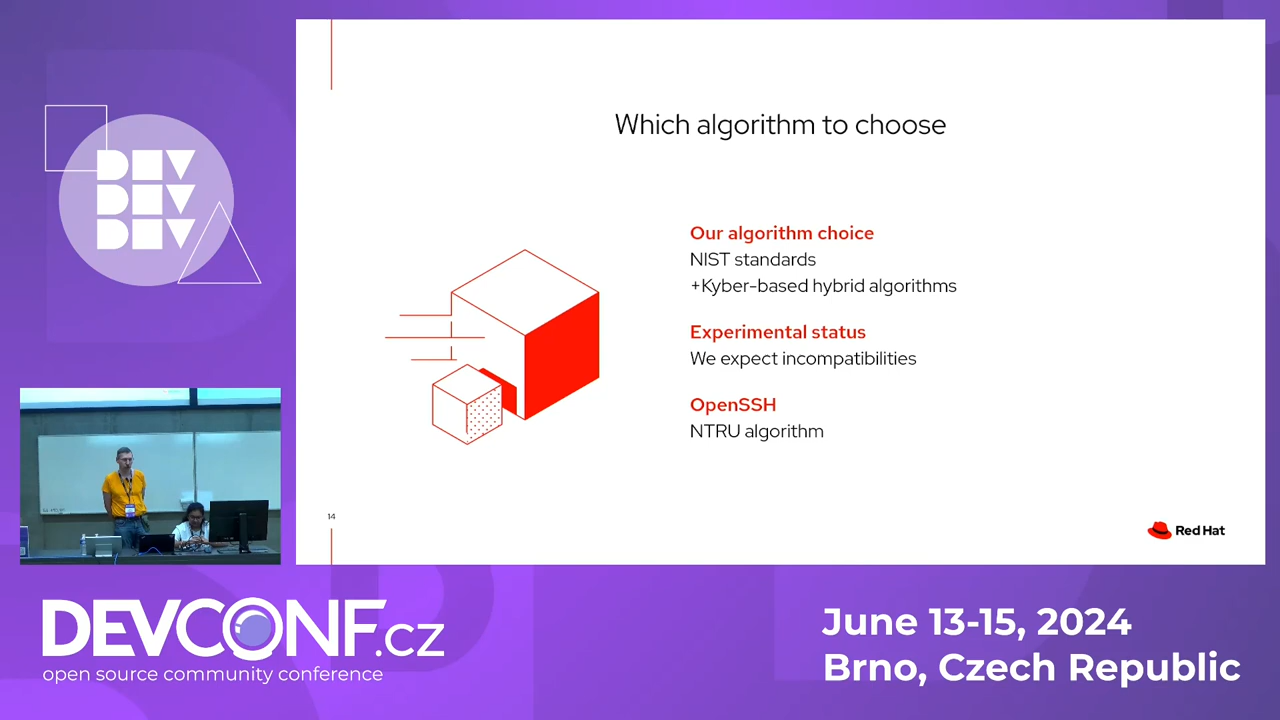 DEV
DEV
DEV
Which algorithm to choose
Our algorithm choice
NIST standards
+Kyber-based hybrid algorithms
Experimental status
We expect incompatibilities
OpenSSH
NTRU algorithm
14
Red Hat
DEVCONF.cz
open source community conference
June 13-15, 2024
Brno, Czech Republic